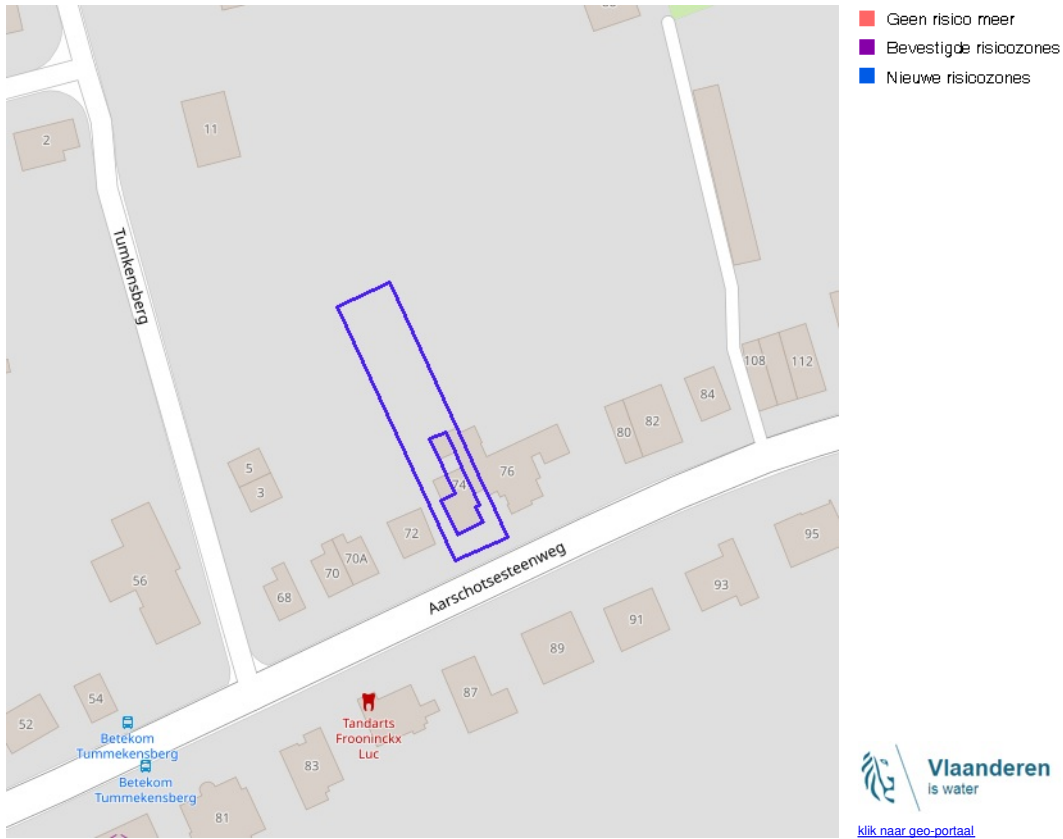 Geen risico meer
Bevestigde risicozones
Nieuwe risicozones
11
2
Tumkensberg
108
112
84
82
80
76
74
5
3
72
70A
70
68
56
Aarschotsesteenweg
95
93
91
89
87
54
52
Betekom
Tummekensberg
Betekom
Tummekensberg
Tandarts
Frooninckx
Luc
83
81
Vlaanderen
is water
klik naar geo-portaal